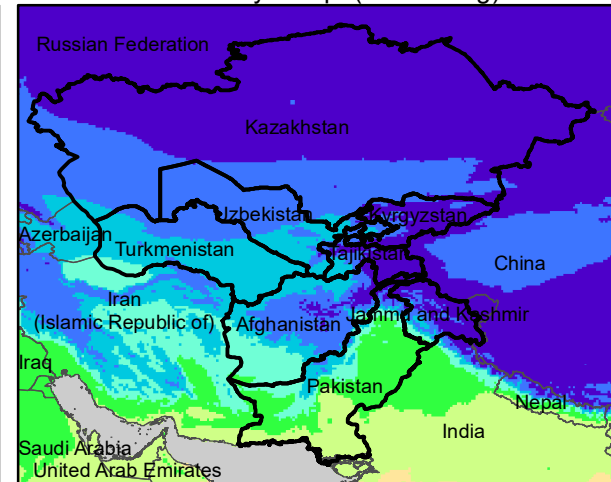 Russian Federation
Kazakhstan
Uzbekistan
Kyrgyzstan
Azerbaijan
Turkmenistan
Tajikistan
China
Iran
(Islamic Republic of)
Afghanistan
Jammu and Kashmir
Iraq
Pakistan
Nepal
India
Saudi Arabia
United Arab Emirates